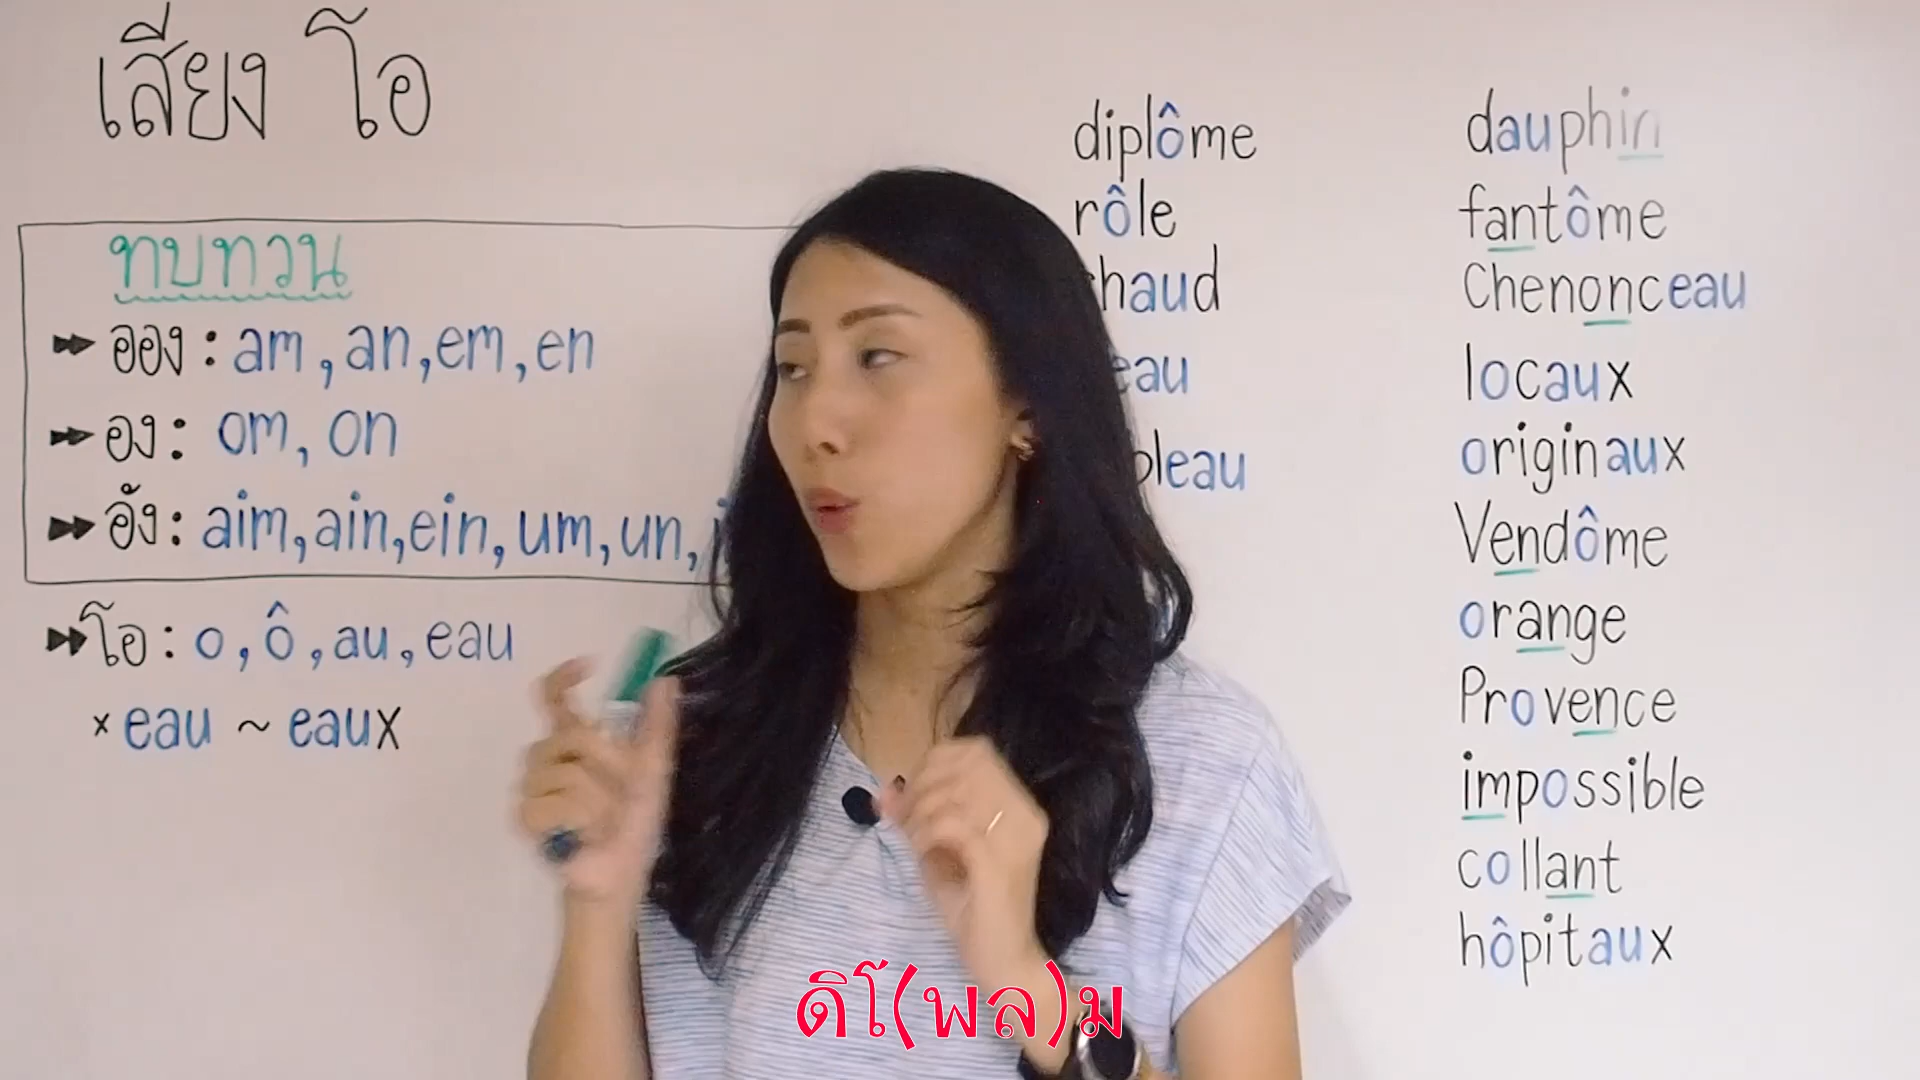 เสียง โอ
ทบทวน
ออง : am , an , em , en
อง : om , on
อัง : aim, ain, ein, um, un,
โอ : o , ô , au , eau
× eau ~ eaux
diplôme
rôle
haud
eau
bleau
dauphin
fantôme
Chenonceau
locaux
originaux
Vendôme
orange
Provence
impossible
collant
hôpitaux
ดิโ(พล)ม